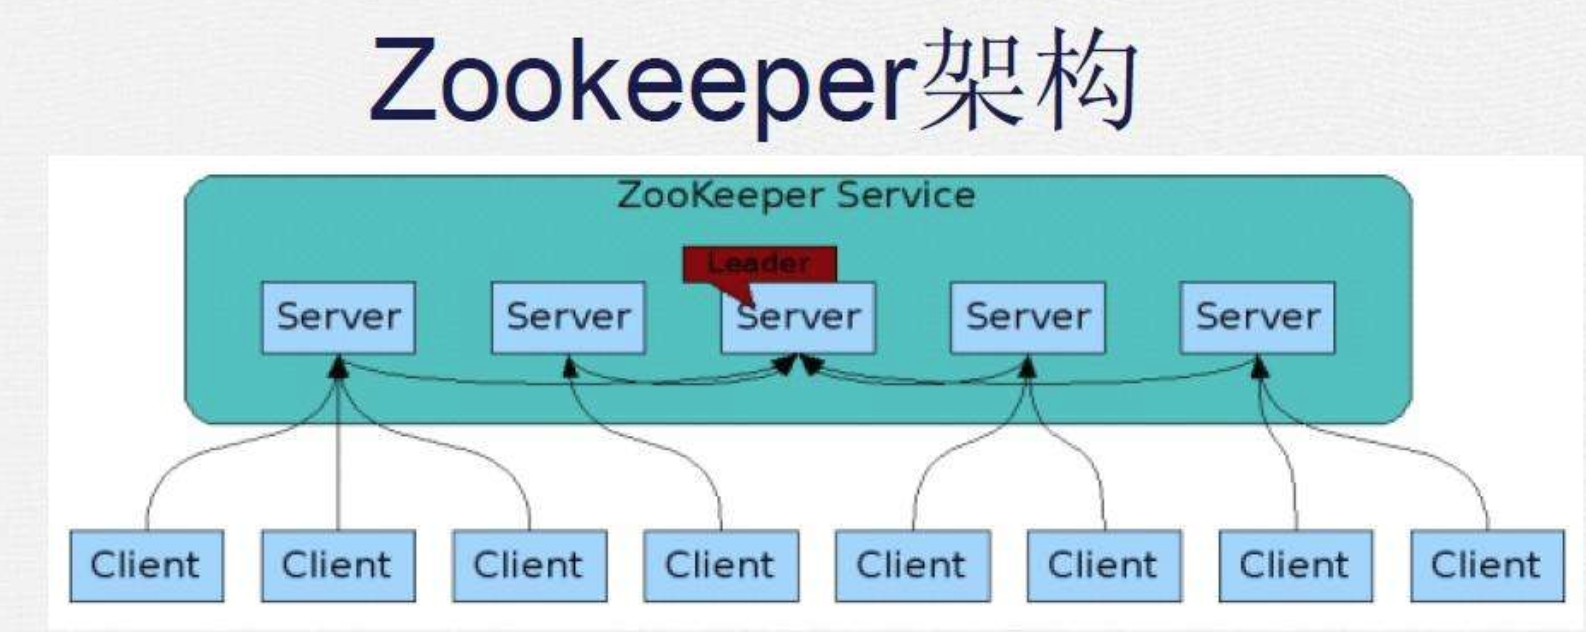 Zookeeper架构
ZooKeeper Service
Leader
Server Server Server Server Server
Client Client Client Client Client Client Client Client